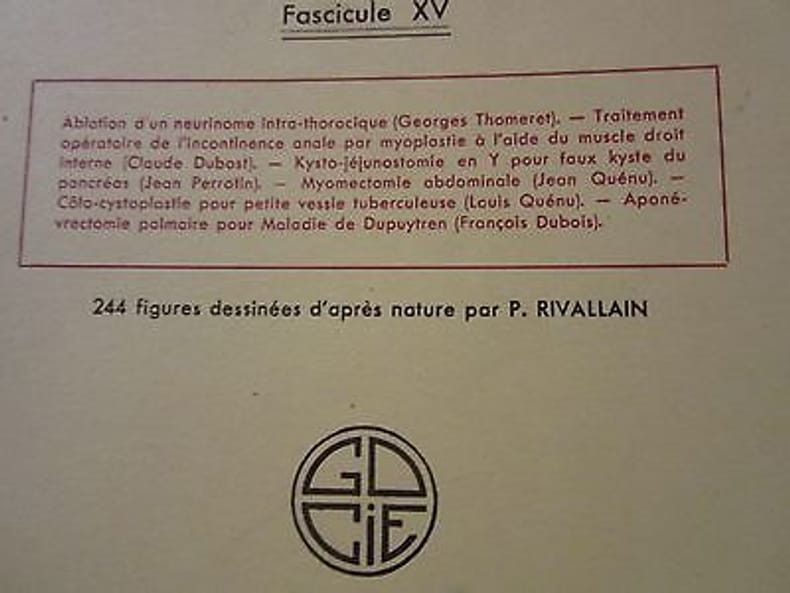 Fascicule XV
Ablation d'un neurinome intra-thoracique (Georges Thomeret). — Traitement
opératoire de l'incontinence anale par myoplastie à l'aide du muscle droit
interne (Claude Dubost). — Kysto-jéjunostomie en Y pour faux kyste du
pancréas (Jean Perrotin). — Myomectomie abdominale (Jean Quénu). —
Côlo-cystoplastie pour petite vessie tuberculeuse (Louis Quénu). — Aponé-
vrectomie palmaire pour Maladie de Dupuytren (François Dubois).
244 figures dessinées d'après nature par P. RIVALLAIN
GD
CiE